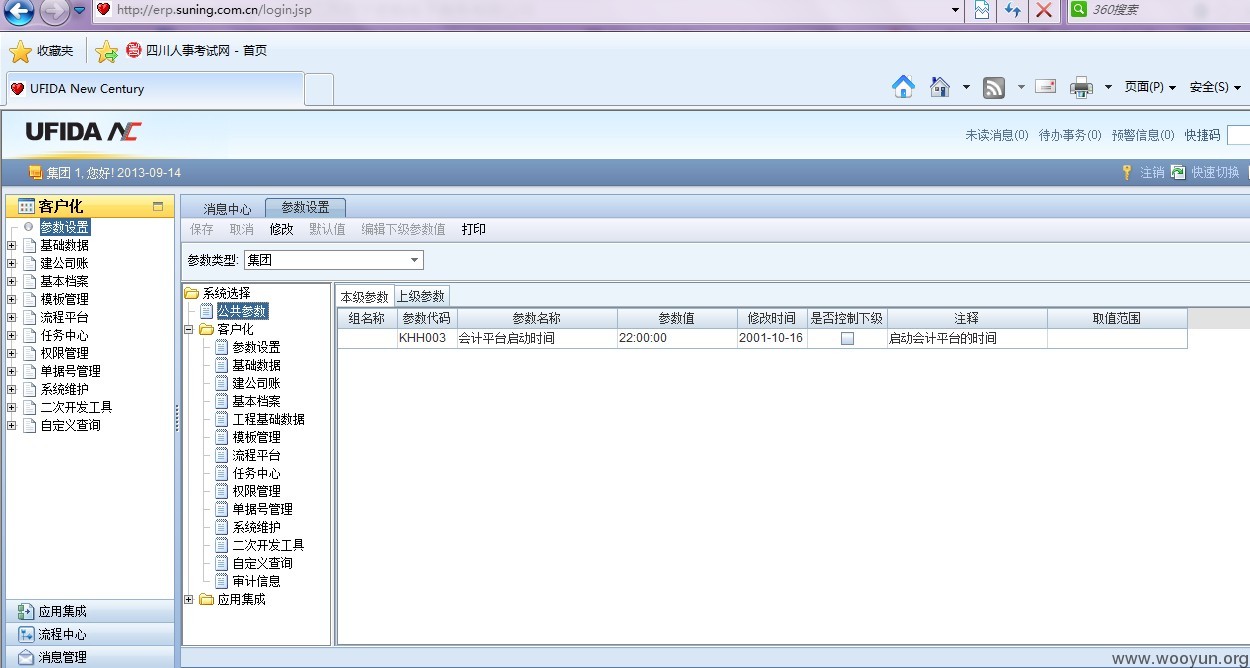 http://erp.suning.com.cn/login.jsp
360搜索
收藏夹
四川人事考试网 - 首页
UFIDA New Century
页面(P)
安全(S)
UFIDA NC
未读消息(0) 待办事务(0) 预警信息(0) 快捷码
集团 1,您好! 2013-09-14
注销 快速切换
客户化
参数设置
基础数据
建公司账
基本档案
模板管理
流程平台
任务中心
权限管理
单据号管理
系统维护
二次开发工具
自定义查询
应用集成
流程中心
消息管理
消息中心 参数设置
保存 取消 修改 默认值 编辑下级参数值 打印
参数类型: 集团
系统选择
公共参数
客户化
参数设置
基础数据
建公司账
基本档案
工程基础数据
模板管理
流程平台
任务中心
权限管理
单据号管理
系统维护
二次开发工具
自定义查询
审计信息
应用集成
本级参数 上级参数
组名称 参数代码 参数名称 参数值 修改时间 是否控制下级 注释 取值范围
KHH003 会计平台启动时间 22:00:00 2001-10-16 启动会计平台的时间
www.wooyun.org